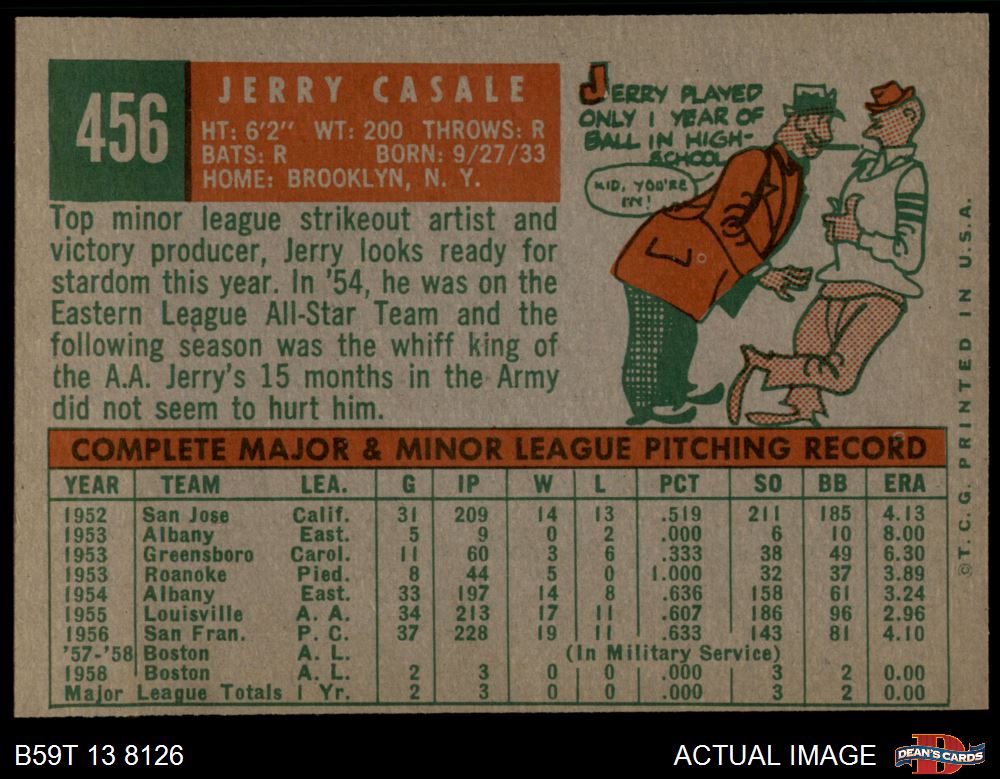 456
JERRY CASALE
HT: 6'2" WT: 200 THROWS: R
BATS: R BORN: 9/27/33
HOME: BROOKLYN, N. Y.
Top minor league strikeout artist and
victory producer, Jerry looks ready for
stardom this year. In '54, he was on the
Eastern League All-Star Team and the
following season was the whiff king of
the A.A. Jerry's 15 months in the Army
did not seem to hurt him.
JERRY PLAYED
ONLY 1 YEAR OF
BALL IN HIGH-
SCHOOL
KID, YOU'RE
IN!
COMPLETE MAJOR & MINOR LEAGUE PITCHING RECORD
YEAR TEAM LEA. G IP W L PCT SO BB ERA
1952 San Jose Calif. 31 209 14 13 .519 211 185 4.13
1953 Albany East. 5 9 0 2 .000 6 10 8.00
1953 Greensboro Carol. 11 60 3 6 .333 38 49 6.30
1953 Roanoke Pied. 8 44 5 0 1.000 32 37 3.89
1954 Albany East. 33 197 14 8 .636 158 61 3.24
1955 Louisville A. A. 34 213 17 11 .607 186 96 2.96
1956 San Fran. P. C. 37 228 19 11 .633 143 81 4.10
'57-'58 Boston A. L. (In Military Service)
1958 Boston A. L. 2 3 0 0 .000 3 2 0.00
Major League Totals 1 Yr. 2 3 0 0 .000 3 2 0.00
©T. C. G. PRINTED IN U.S.A.
B59T 13 8126
ACTUAL IMAGE
DEAN'S CARDS